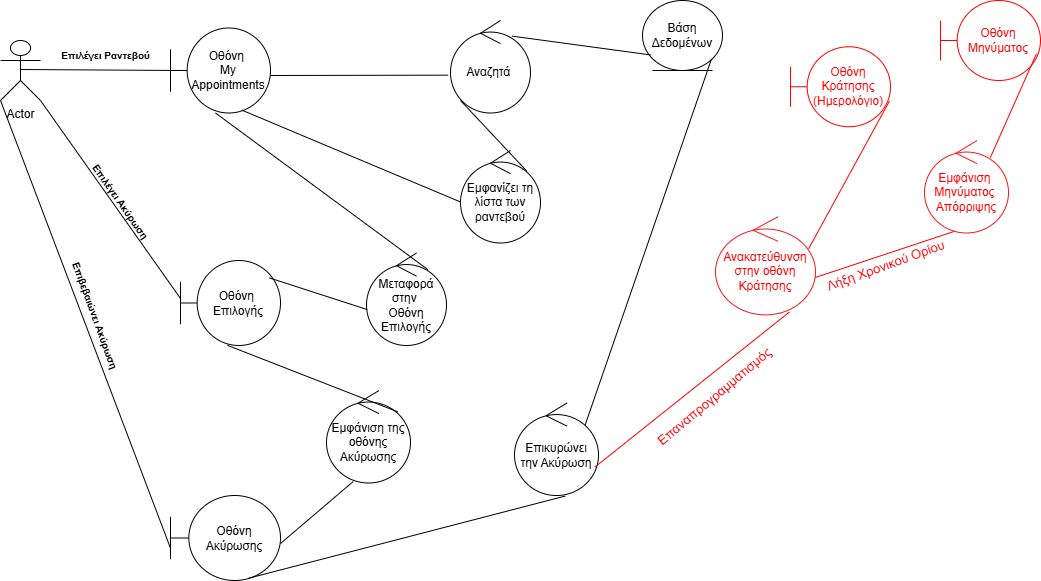 Επιλέγει Ραντεβού
Actor
Οθόνη
My
Appointments
Αναζητά
Βάση
Δεδομένων
Οθόνη
Μηνύματος
Οθόνη
Κράτησης
(Ημερολόγιο)
Εμφανίζει τη
λίστα των
ραντεβού
Εμφάνιση
Μηνύματος
Απόρριψης
Επιλέγει Ακύρωση
Ανακατεύθυνση
στην οθόνη
Κράτησης
Λήξη Χρονικού Ορίου
Επιβεβαιώνει Ακύρωση
Οθόνη
Επιλογής
Μεταφορά
στην
Οθόνη
Επιλογής
Επαναπρογραμματισμός
Εμφάνιση της
οθόνης
Ακύρωσης
Επικυρώνει
την Ακύρωση
Οθόνη
Ακύρωσης